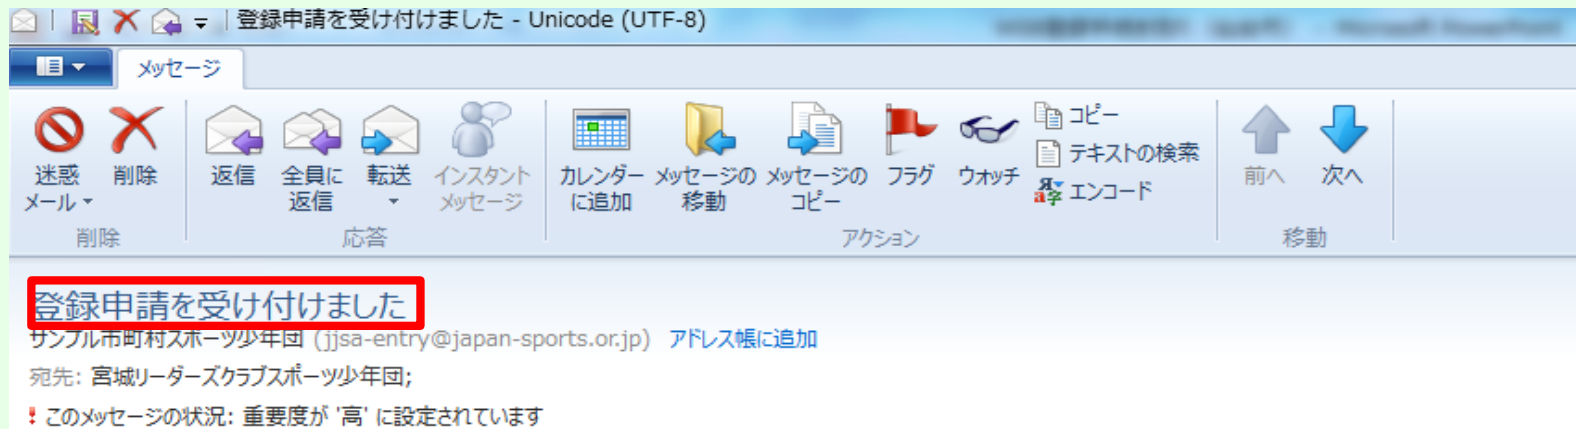 登録申請を受け付けました - Unicode (UTF-8)
メッセージ
迷惑メール
削除
返信
全員に返信
転送
インスタント メッセージ
カレンダーに追加
メッセージの移動
メッセージのコピー
フラグ
ウォッチ
コピー
テキストの検索
エンコード
前へ
次へ
削除
応答
アクション
移動
登録申請を受け付けました
サンプル市町村スポーツ少年団 (jjsa-entry@japan-sports.or.jp) アドレス帳に追加
宛先: 宮城リーダーズクラブスポーツ少年団;
! このメッセージの状況: 重要度が '高' に設定されています